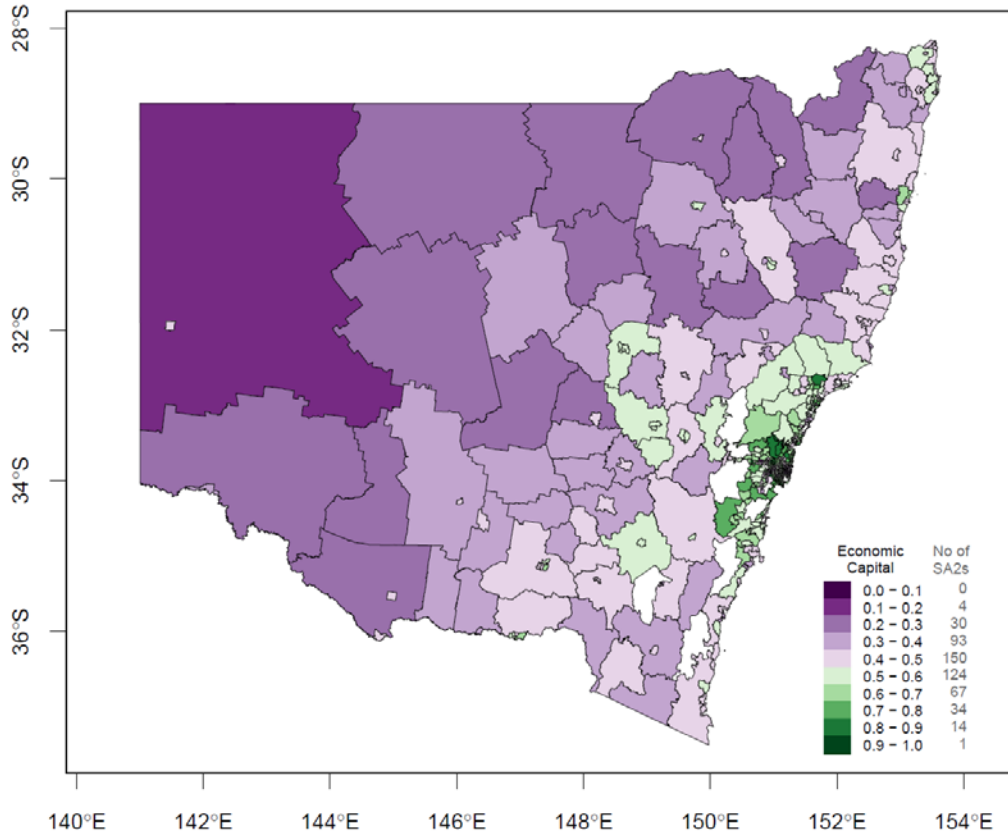 28°S
30°S
32°S
34°S
36°S
Economic Capital No of SA2s
0.0 – 0.1 0
0.1 – 0.2 4
0.2 – 0.3 30
0.3 – 0.4 93
0.4 – 0.5 150
0.5 – 0.6 124
0.6 – 0.7 67
0.7 – 0.8 34
0.8 – 0.9 14
0.9 – 1.0 1
140°E 142°E 144°E 146°E 148°E 150°E 152°E 154°E